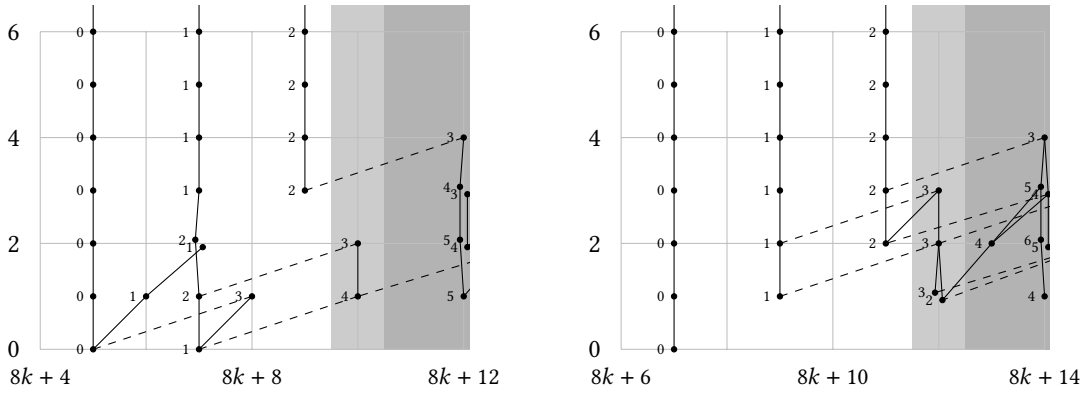 6 0 1 2 6 0 1 2
0 1 2 0 1 2
4 0 1 2 3 4 0 1 2 3
0 1 2 4 3 0 1 2 3 5 4
2 0 2 1 3 5 4 2 0 1 2 3 4 6 5
0 1 2 3 4 5 0 1 3 2 4
0 0 1 0 0
8k + 4 8k + 8 8k + 12 8k + 6 8k + 10 8k + 14